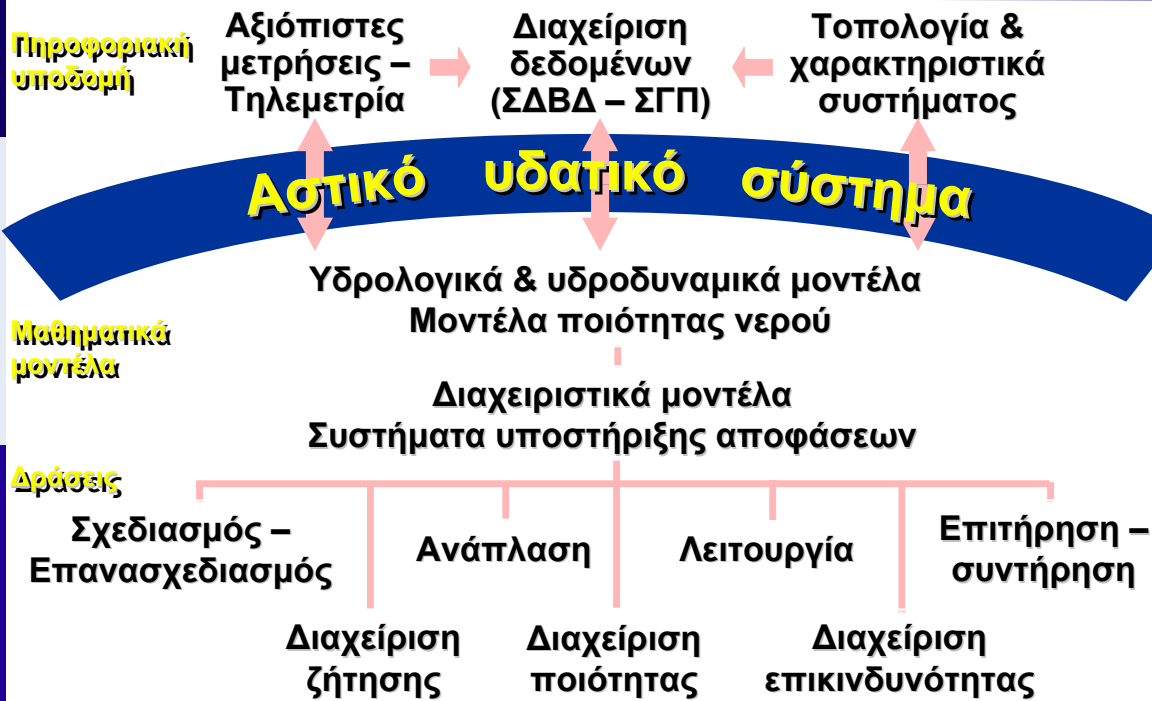 Πηροφοριακή
υποδομή
Αξιόπιστες
μετρήσεις –
Τηλεμετρία
Διαχείριση
δεδομένων
(ΣΔΒΔ – ΣΓΠ)
Τοπολογία &
χαρακτηριστικά
συστήματος
Αστικό υδατικό σύστημα
Υδρολογικά & υδροδυναμικά μοντέλα
Μοντέλα ποιότητας νερού
Μαθηματικά
μοντέλα
Διαχειριστικά μοντέλα
Συστήματα υποστήριξης αποφάσεων
Δράσεις
Σχεδιασμός –
Επανασχεδιασμός
Ανάπλαση
Λειτουργία
Επιτήρηση –
συντήρηση
Διαχείριση
ζήτησης
Διαχείριση
ποιότητας
Διαχείριση
επικινδυνότητας